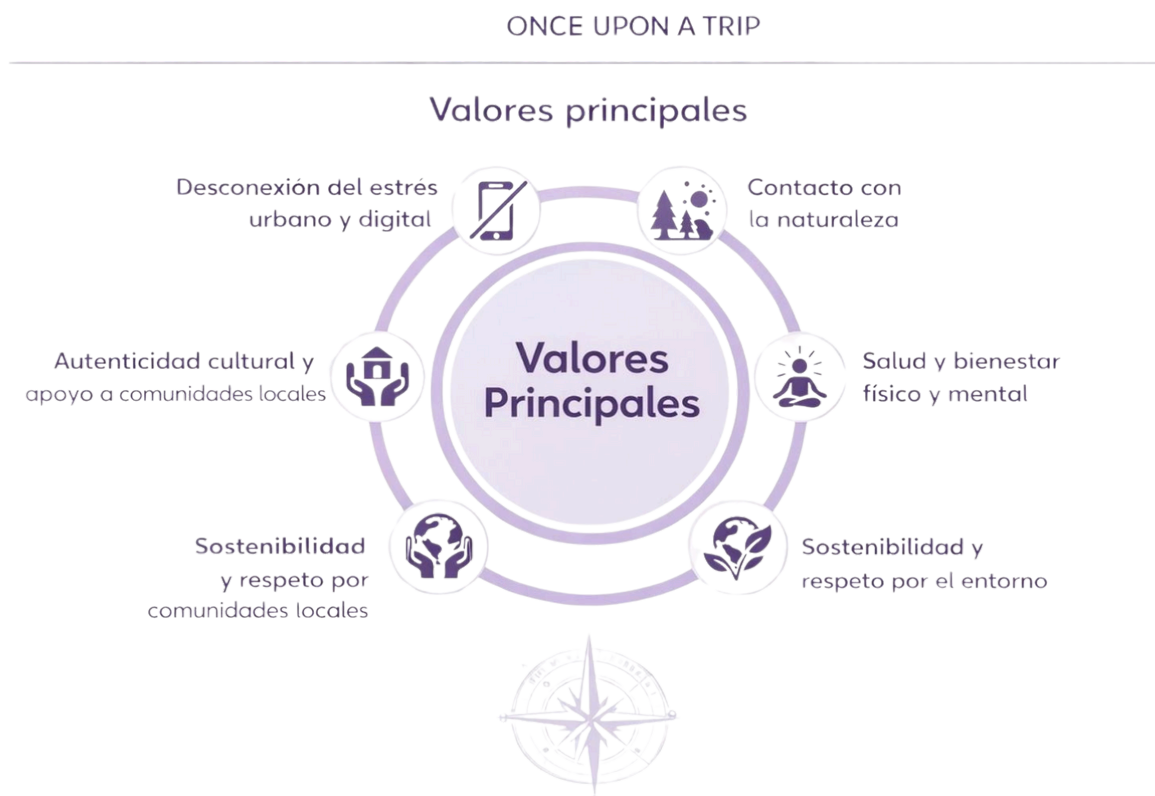 ONCE UPON A TRIP
Valores principales
Desconexión del estrés
urbano y digital
Contacto con
la naturaleza
Autenticidad cultural y
apoyo a comunidades locales
Valores
Principales
Salud y bienestar
físico y mental
Sostenibilidad
y respeto por
comunidades locales
Sostenibilidad y
respeto por el entorno